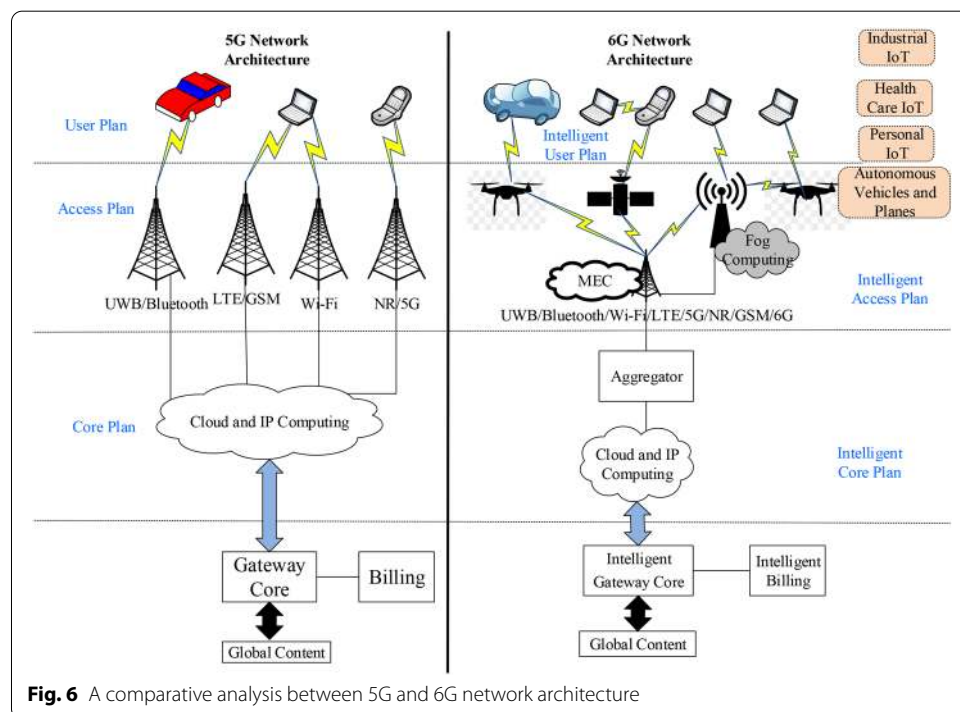 5G Network
Architecture
User Plan
Access Plan
UWB/Bluetooth
LTE/GSM
Wi-Fi
NR/5G
Core Plan
Cloud and IP Computing
Gateway
Core
Billing
Global Content
6G Network
Architecture
Industrial
IoT
Health
Care IoT
Personal
IoT
Autonomous
Vehicles and
Planes
Intelligent
User Plan
Fog
Computing
MEC
Intelligent
Access Plan
UWB/Bluetooth/Wi-Fi/LTE/5G/NR/GSM/6G
Aggregator
Cloud and IP
Computing
Intelligent
Core Plan
Intelligent
Gateway Core
Intelligent
Billing
Global Content
Fig. 6 A comparative analysis between 5G and 6G network architecture